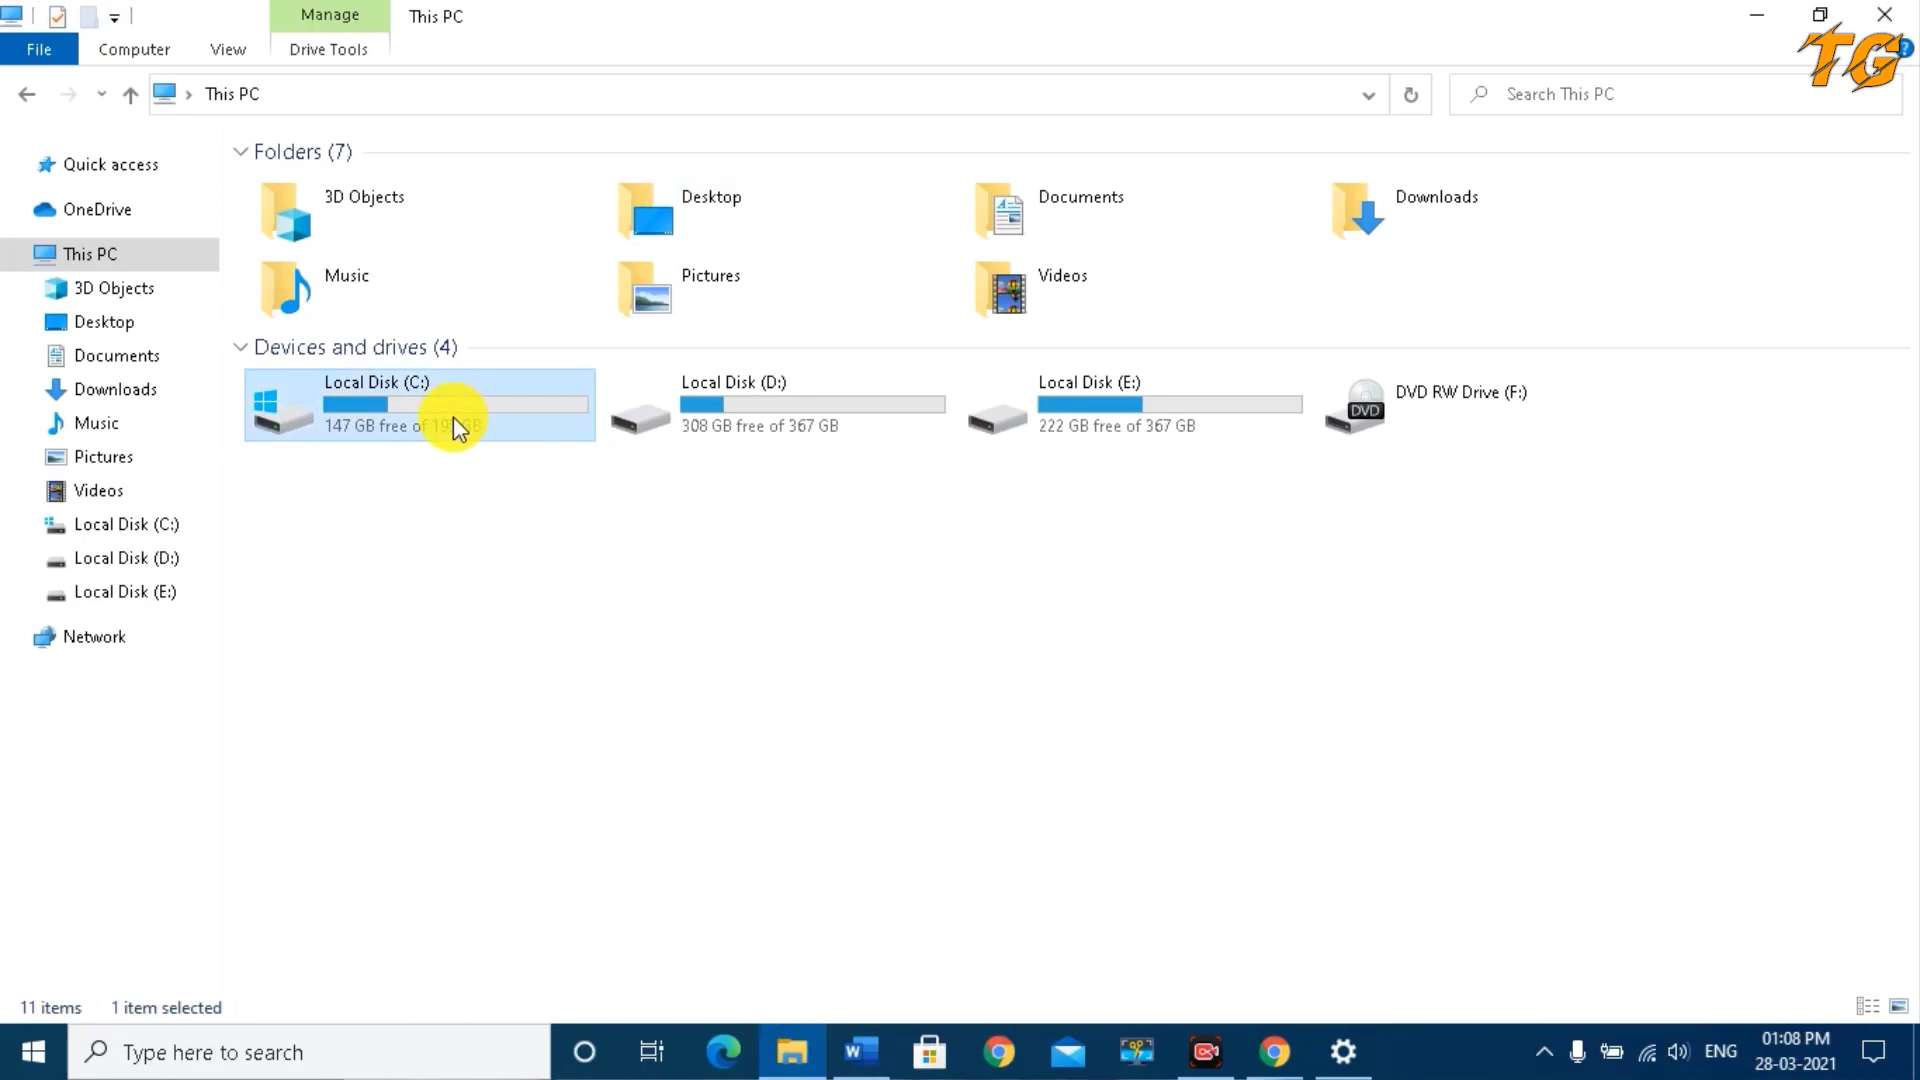 Manage
This PC
File
Computer
View
Drive Tools
TG
This PC
Search This PC
Quick access
OneDrive
This PC
3D Objects
Desktop
Documents
Downloads
Music
Pictures
Videos
Local Disk (C:)
Local Disk (D:)
Local Disk (E:)
Network
Folders (7)
3D Objects
Desktop
Documents
Downloads
Music
Pictures
Videos
Devices and drives (4)
Local Disk (C:)
147 GB free of
Local Disk (D:)
308 GB free of 367 GB
Local Disk (E:)
222 GB free of 367 GB
DVD
DVD RW Drive (F:)
11 items
1 item selected
Type here to search
ENG
01:08 PM
28-03-2021